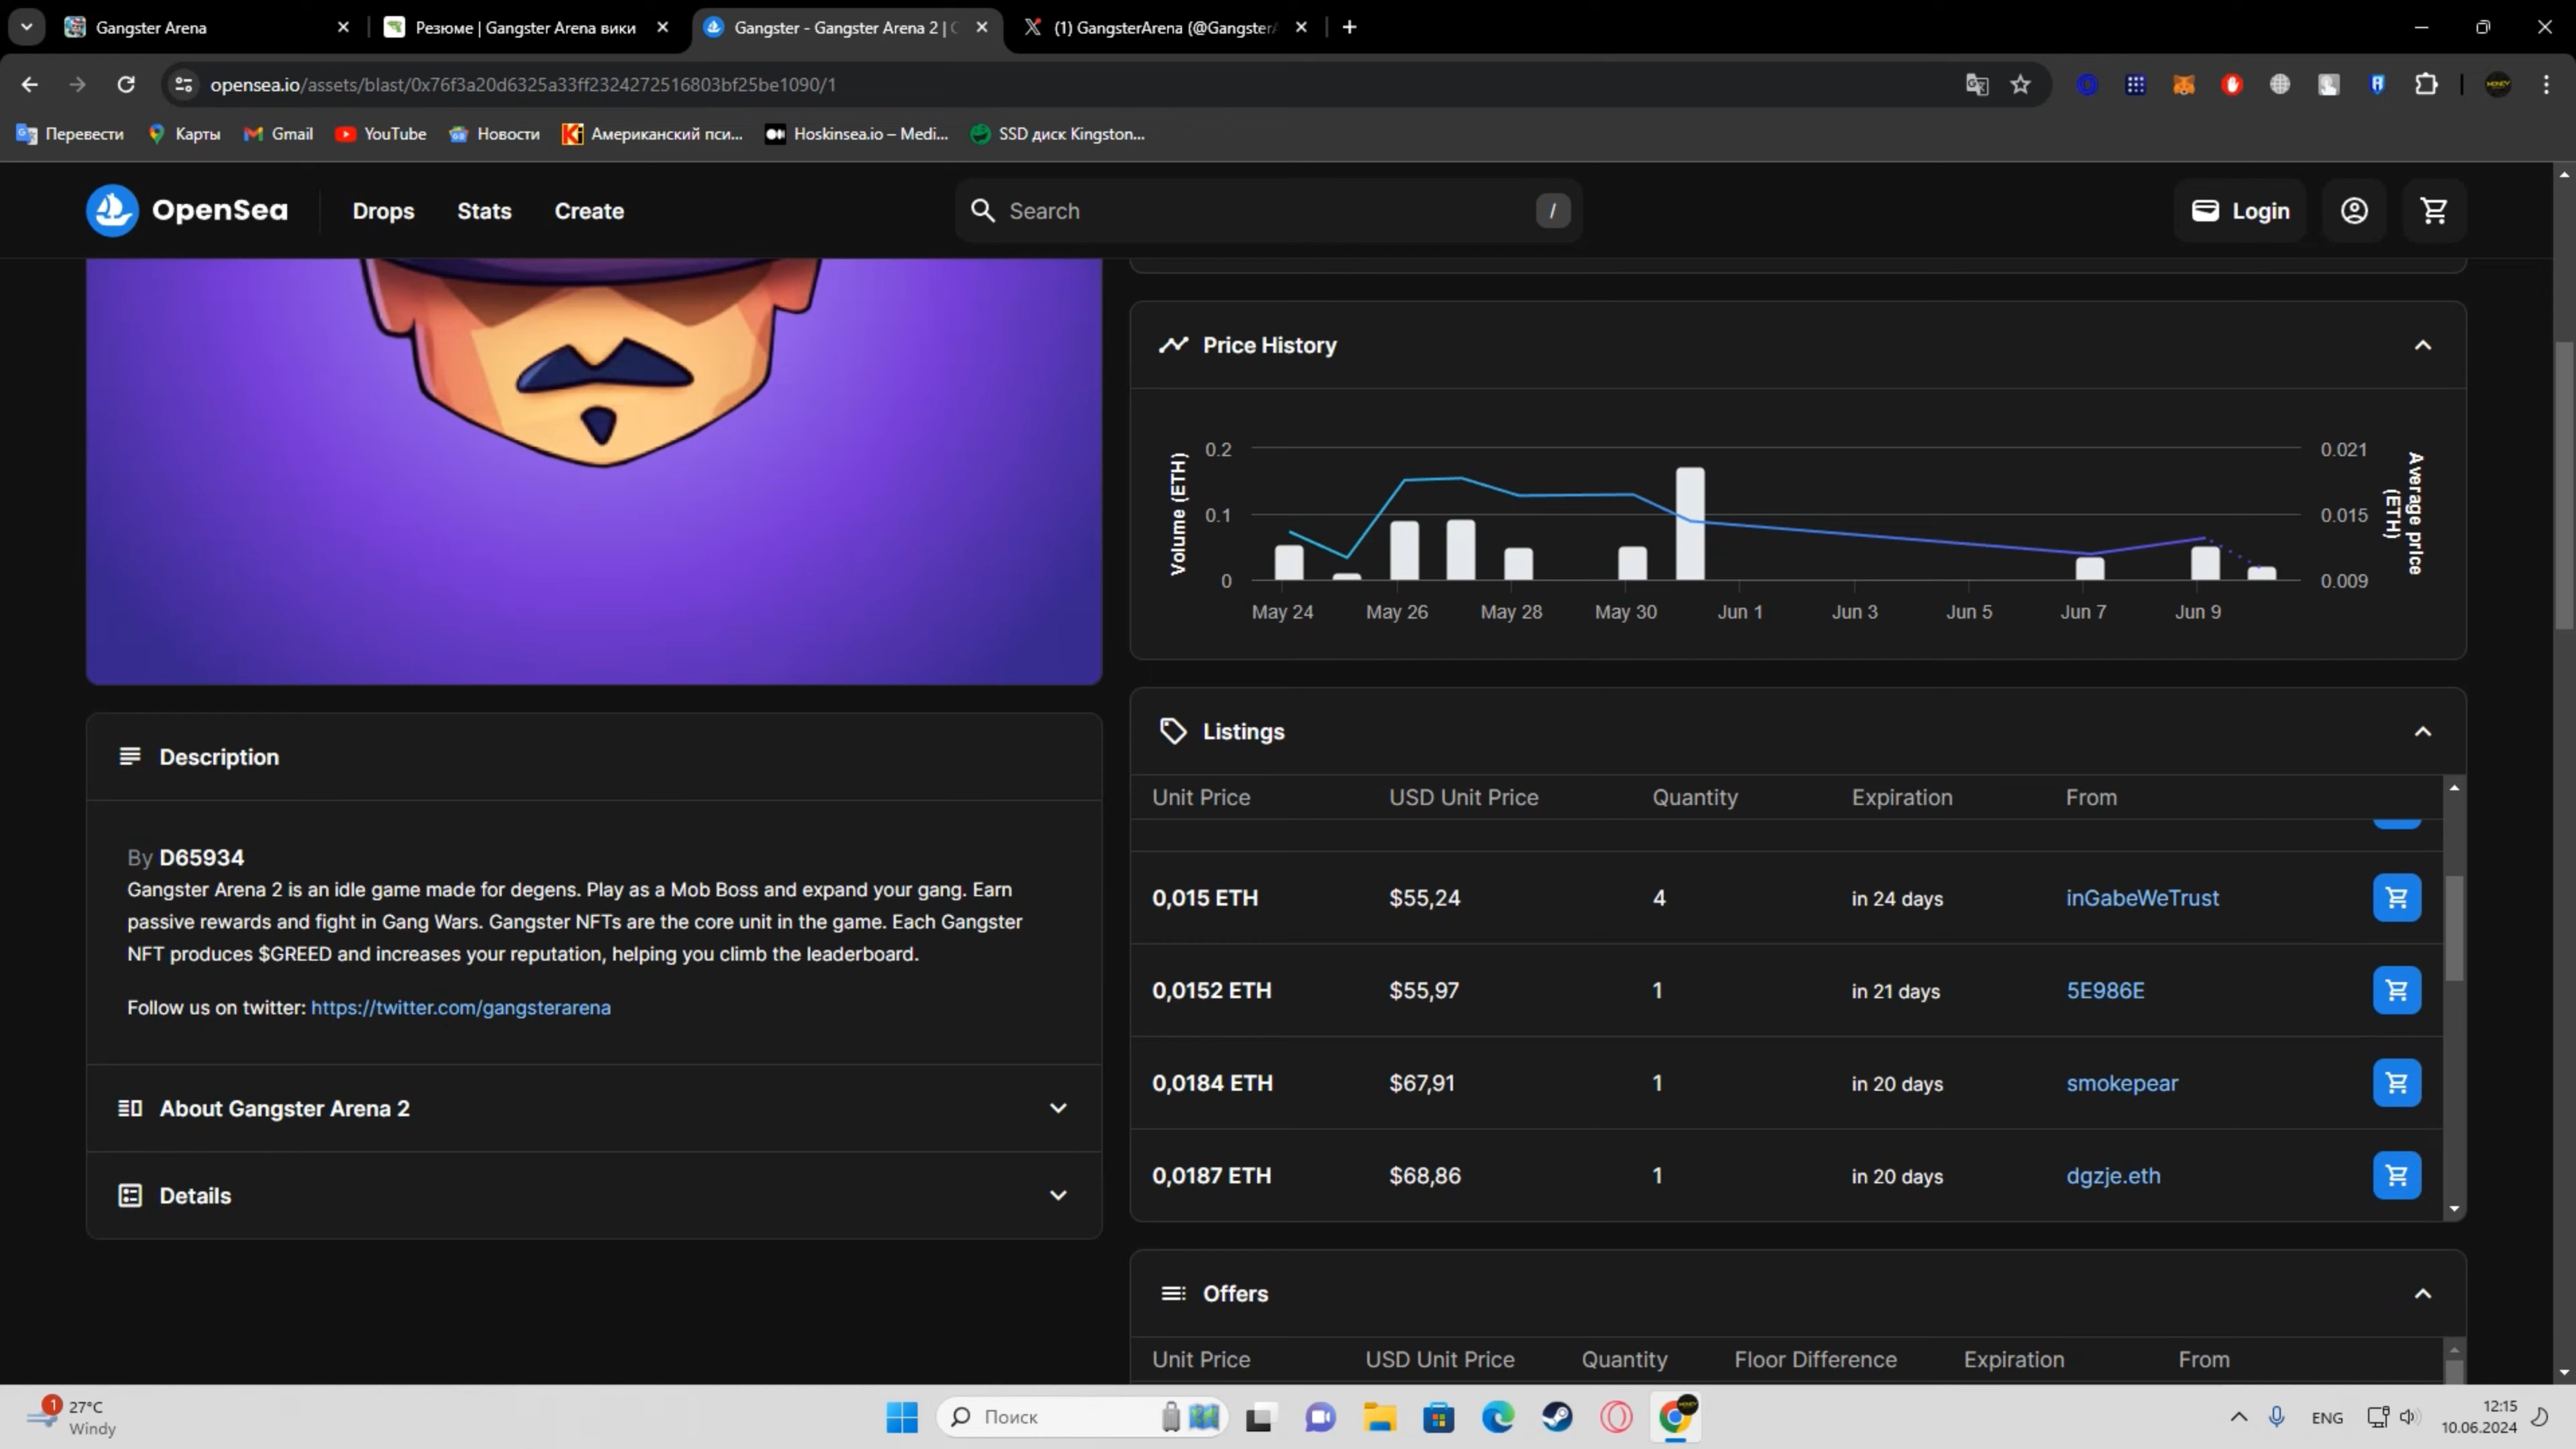 Gangster Arena
Резюме | Gangster Arena вики
Gangster - Gangster Arena 2 |
(1) GangsterArena (@Gangster
opensea.io/assets/blast/0x76f3a20d6325a33ff2324272516803bf25be1090/1
Перевести
Карты
Gmail
YouTube
Новости
Американский пси...
Hoskinsea.io – Medi...
SSD диск Kingston...
OpenSea
Drops
Stats
Create
Search
/
Login
Price History
Volume (ETH)
0.2
0.1
0
0.021
0.015
0.009
Average price
(ETH)
May 24
May 26
May 28
May 30
Jun 1
Jun 3
Jun 5
Jun 7
Jun 9
Description
By D65934
Gangster Arena 2 is an idle game made for degens. Play as a Mob Boss and expand your gang. Earn
passive rewards and fight in Gang Wars. Gangster NFTs are the core unit in the game. Each Gangster
NFT produces $GREED and increases your reputation, helping you climb the leaderboard.
Follow us on twitter: https://twitter.com/gangsterarena
About Gangster Arena 2
Details
Listings
Unit Price USD Unit Price Quantity Expiration From
0,015 ETH $55,24 4 in 24 days inGabeWeTrust
0,0152 ETH $55,97 1 in 21 days 5E986E
0,0184 ETH $67,91 1 in 20 days smokepear
0,0187 ETH $68,86 1 in 20 days dgzje.eth
Offers
Unit Price USD Unit Price Quantity Floor Difference Expiration From
1
27°C
Windy
Поиск
ENG
12:15
10.06.2024